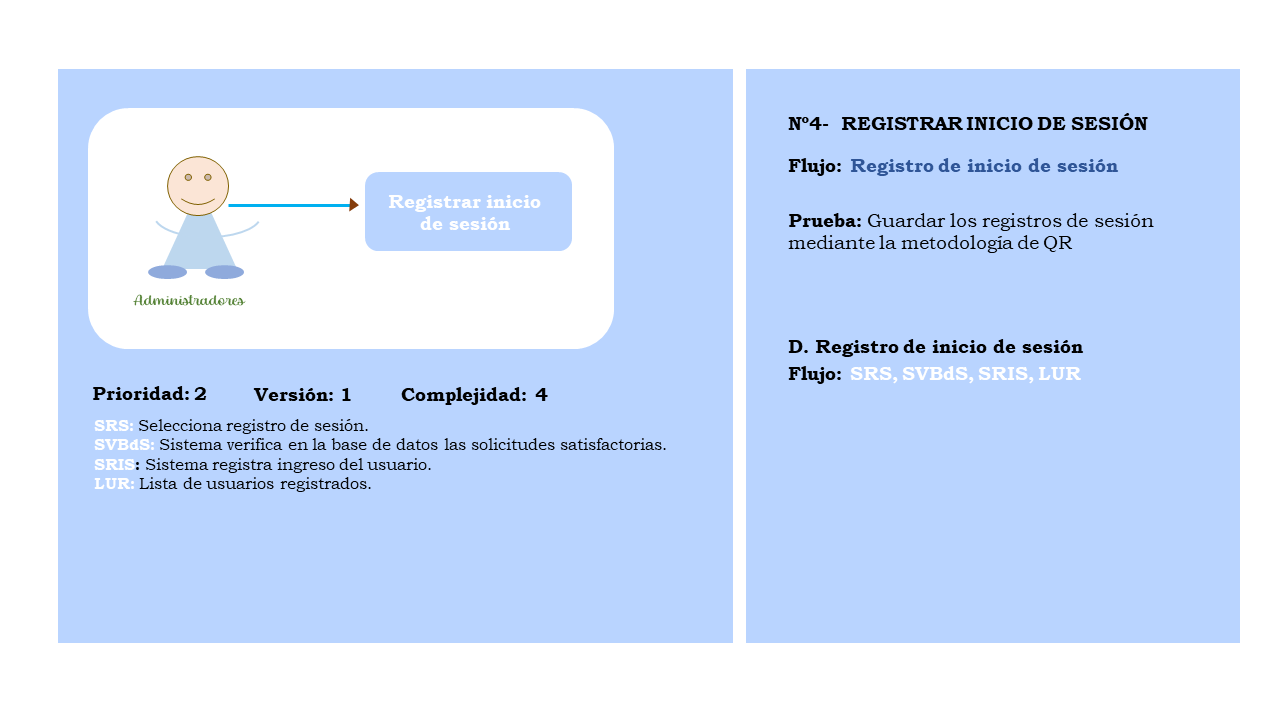 Registrar inicio
de sesión
Administradores
Prioridad: 2 Versión: 1 Complejidad: 4
SRS: Selecciona registro de sesión.
SVBdS: Sistema verifica en la base de datos las solicitudes satisfactorias.
SRIS: Sistema registra ingreso del usuario.
LUR: Lista de usuarios registrados.
Nº4- REGISTRAR INICIO DE SESIÓN
Flujo: Registro de inicio de sesión
Prueba: Guardar los registros de sesión
mediante la metodología de QR
D. Registro de inicio de sesión
Flujo: SRS, SVBdS, SRIS, LUR